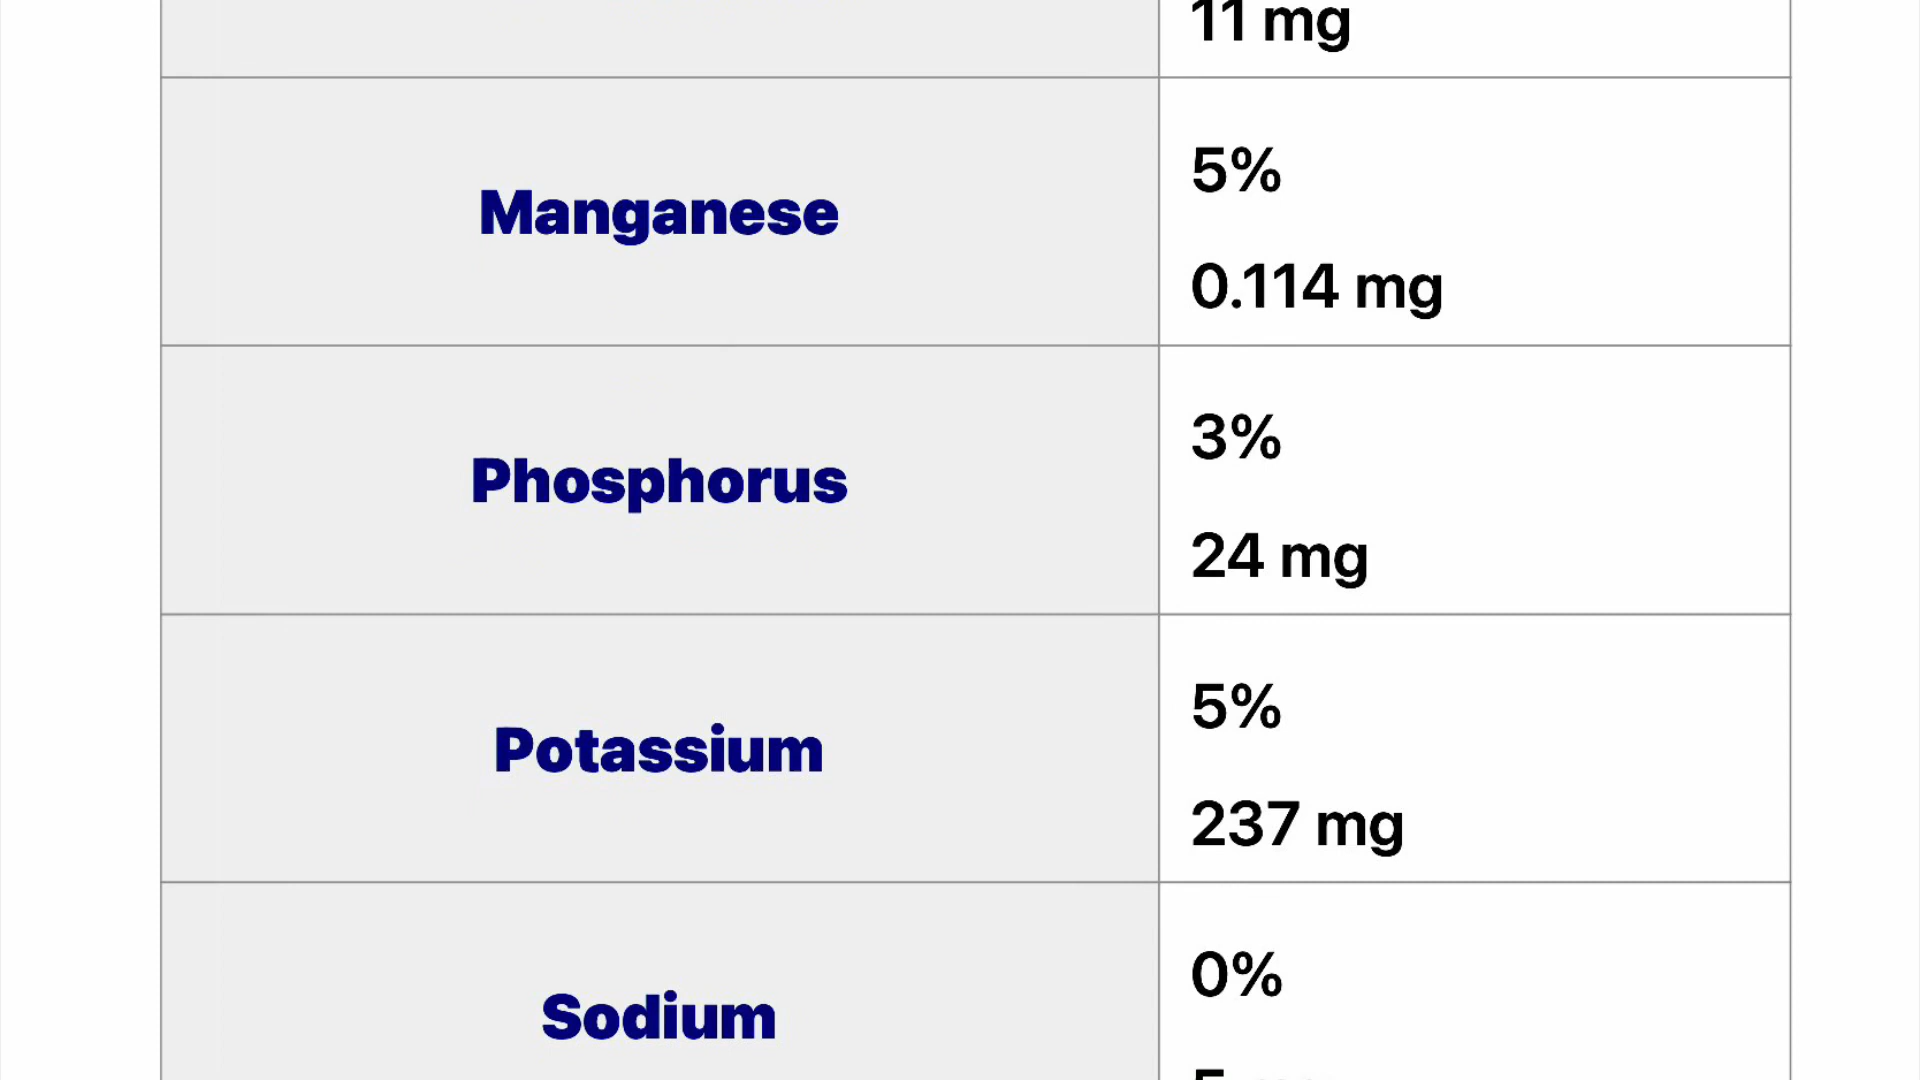 11 mg
Manganese
5%
0.114 mg
Phosphorus
3%
24 mg
Potassium
5%
237 mg
Sodium
0%